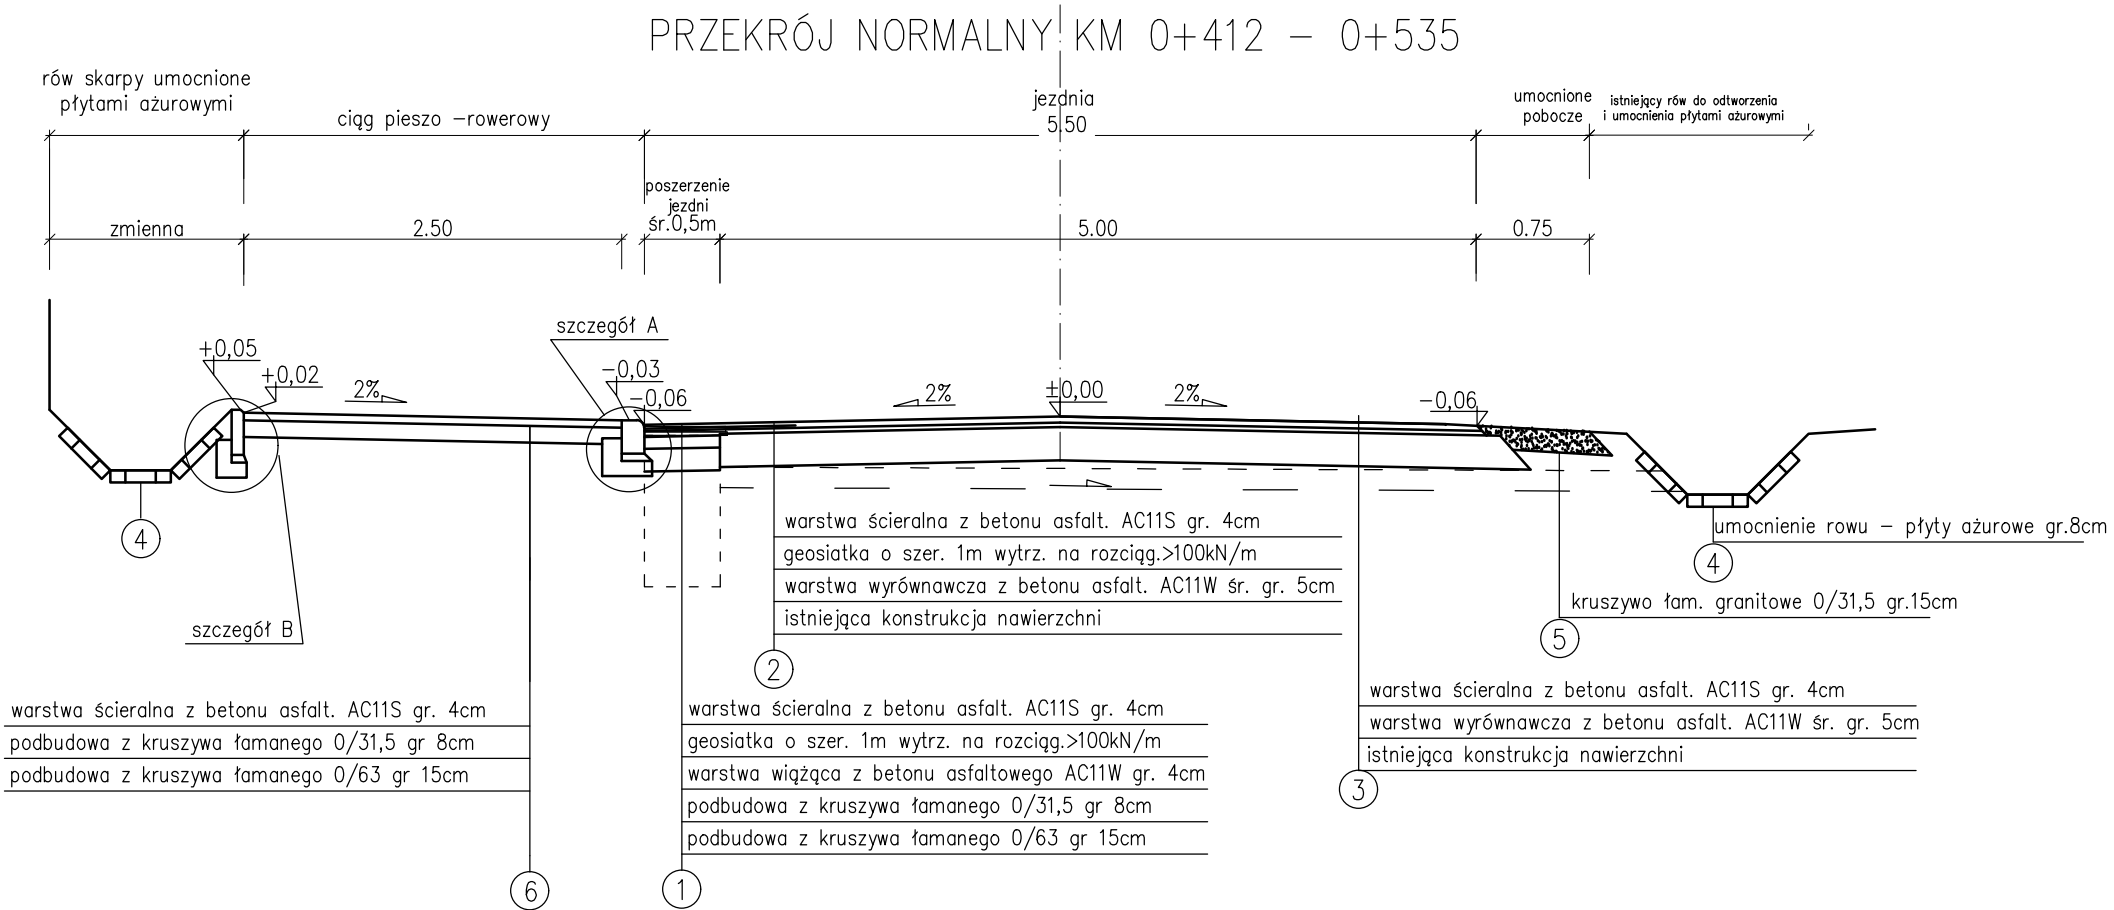 PRZEKRÓJ NORMALNY KM 0+412 – 0+535
rów skarpy umocnione
płytami ażurowymi
ciąg pieszo –rowerowy
jezdnia
5.50
umocnione
pobocze
istniejący rów do odtworzenia
i umocnienia płytami ażurowymi
poszerzenie
jezdni
śr.0,5m
zmienna
2.50
5.00
0.75
szczegół A
+0,05
+0,02
2%
-0,03
-0,06
2%
±0,00
2%
-0,06
4
szczegół B
warstwa ścieralna z betonu asfalt. AC11S gr. 4cm
geosiatka o szer. 1m wytrz. na rozciąg.>100kN/m
warstwa wyrównawcza z betonu asfalt. AC11W śr. gr. 5cm
istniejąca konstrukcja nawierzchni
2
umocnienie rowu – płyty ażurowe gr.8cm
4
kruszywo łam. granitowe 0/31,5 gr.15cm
5
warstwa ścieralna z betonu asfalt. AC11S gr. 4cm
podbudowa z kruszywa łamanego 0/31,5 gr 8cm
podbudowa z kruszywa łamanego 0/63 gr 15cm
6
warstwa ścieralna z betonu asfalt. AC11S gr. 4cm
geosiatka o szer. 1m wytrz. na rozciąg.>100kN/m
warstwa wiążąca z betonu asfaltowego AC11W gr. 4cm
podbudowa z kruszywa łamanego 0/31,5 gr 8cm
podbudowa z kruszywa łamanego 0/63 gr 15cm
1
warstwa ścieralna z betonu asfalt. AC11S gr. 4cm
warstwa wyrównawcza z betonu asfalt. AC11W śr. gr. 5cm
istniejąca konstrukcja nawierzchni
3